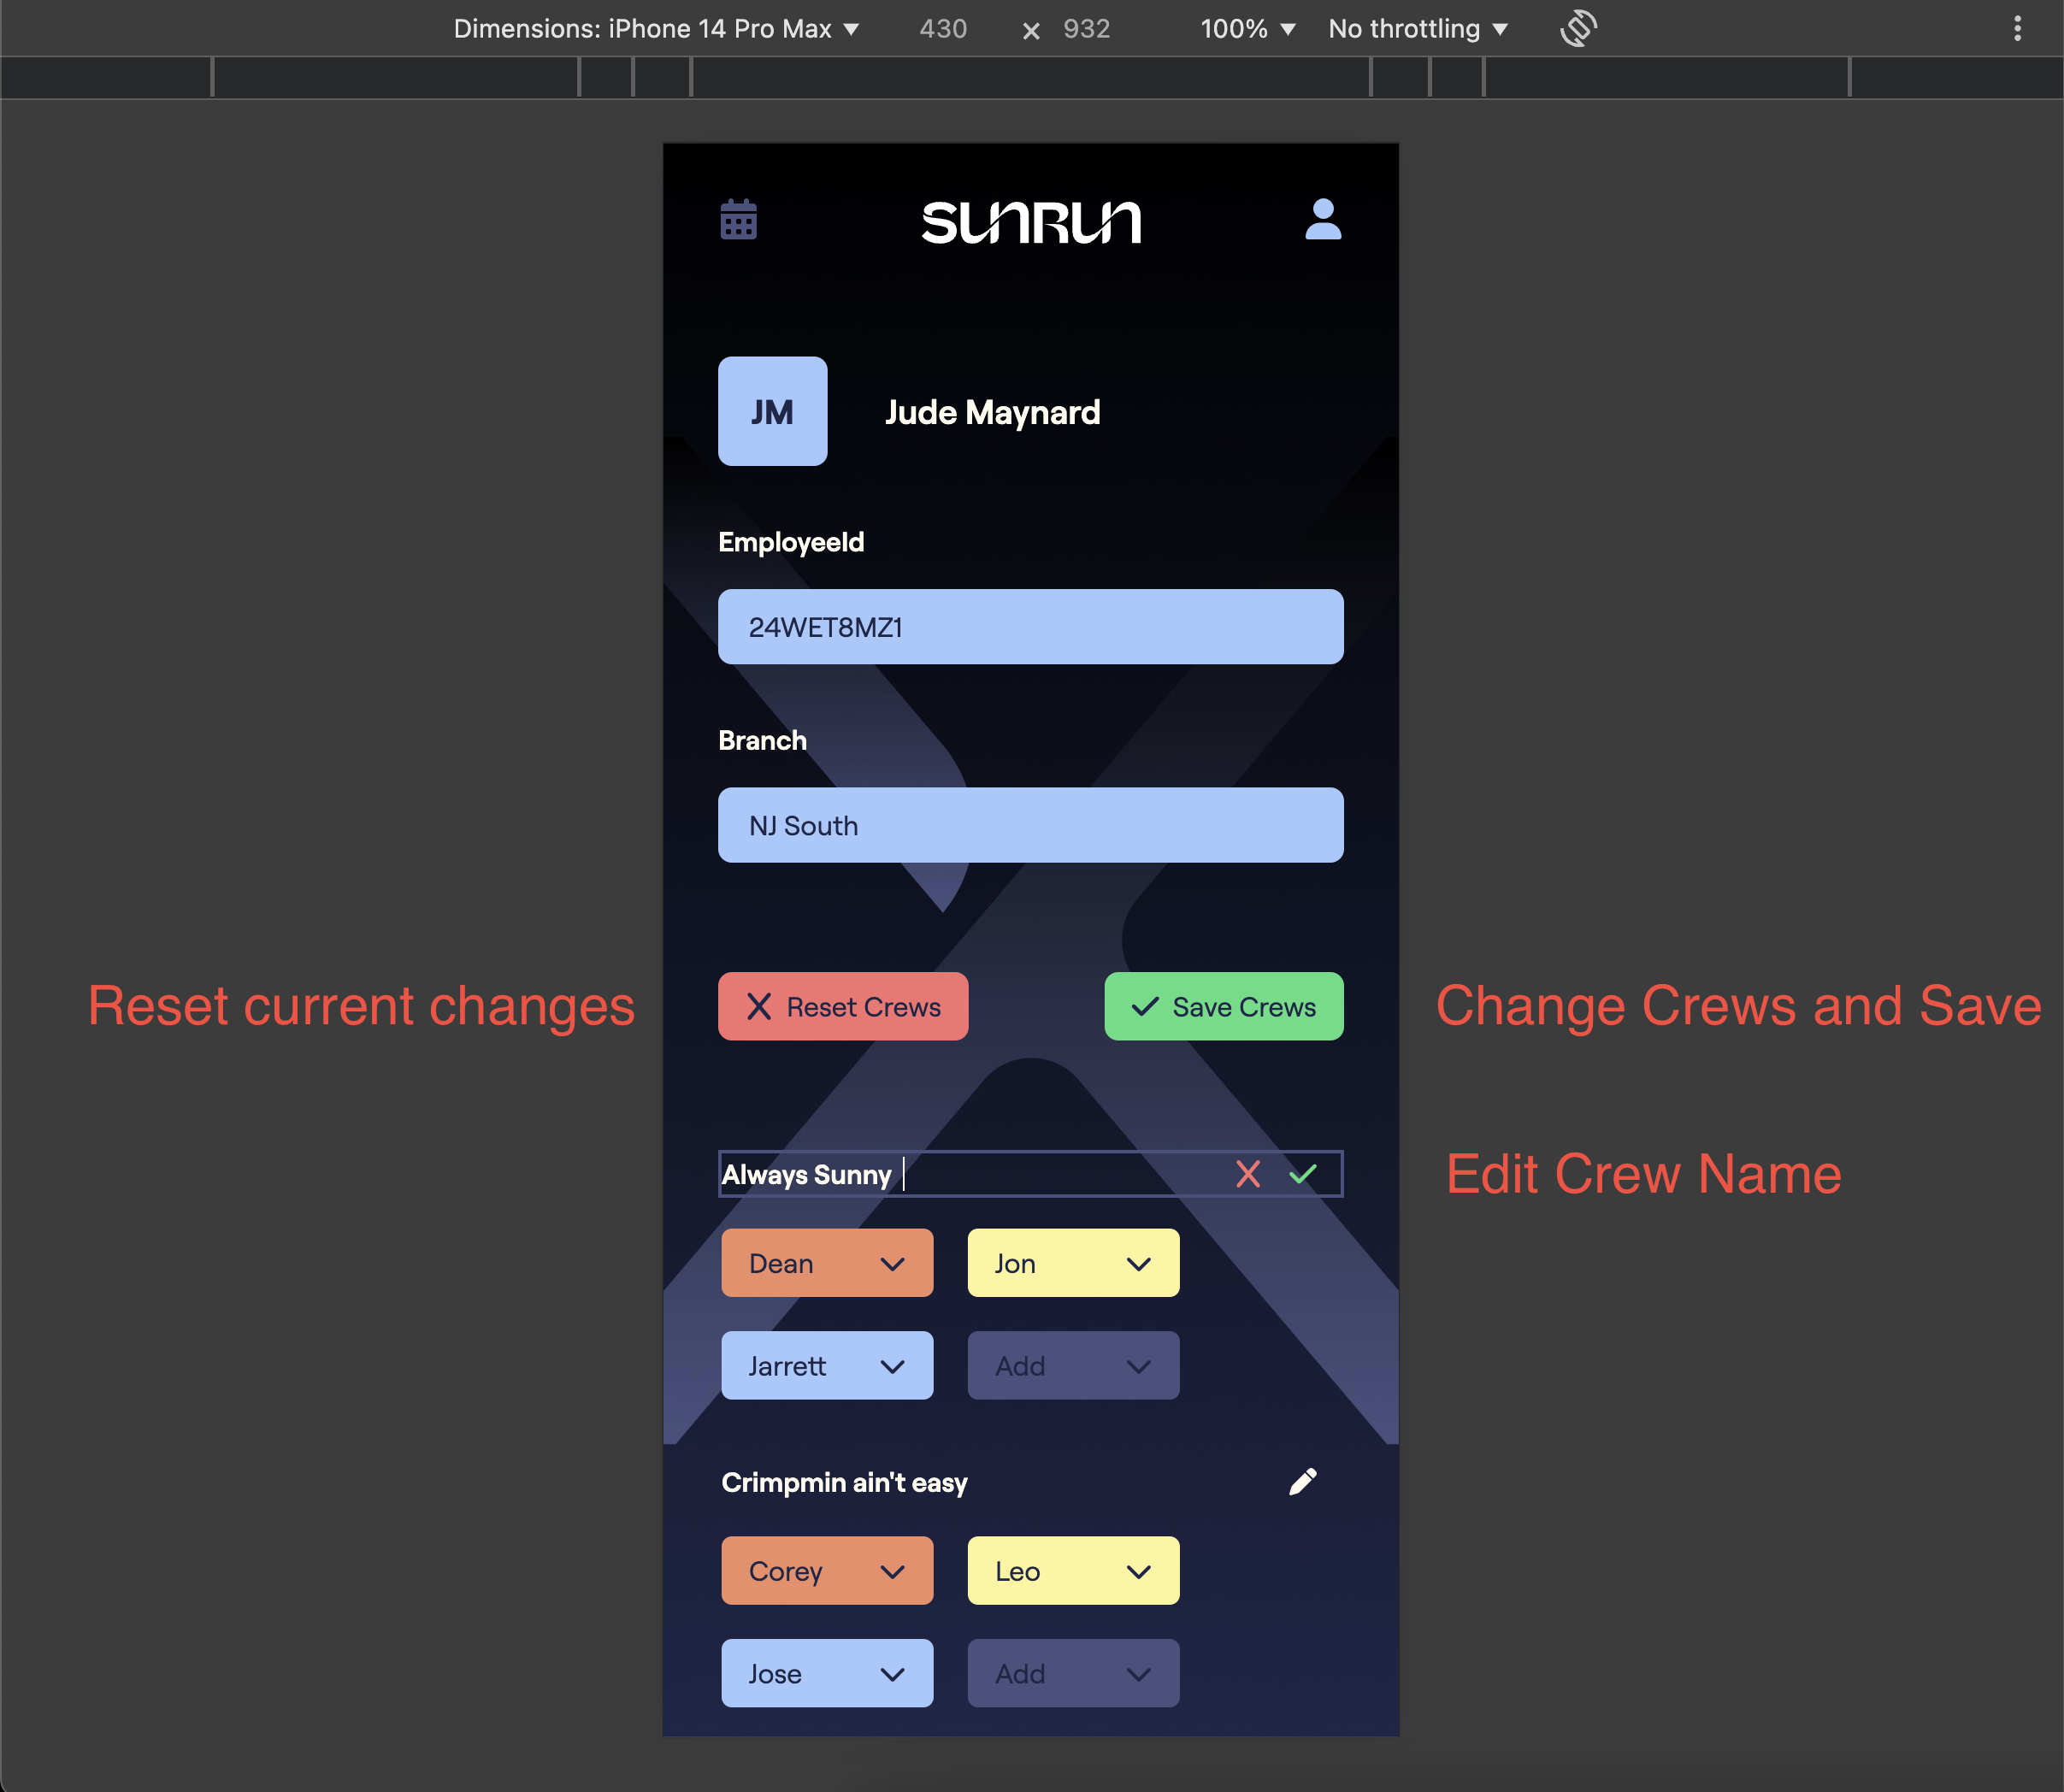 Dimensions: iPhone 14 Pro Max 430 × 932 100% No throttling
sunrun
JM Jude Maynard
EmployeeId
24WET8MZ1
Branch
NJ South
Reset current changes Reset Crews Save Crews Change Crews and Save
Always Sunny Edit Crew Name
Dean Jon
Jarrett Add
Crimpmin ain't easy
Corey Leo
Jose Add